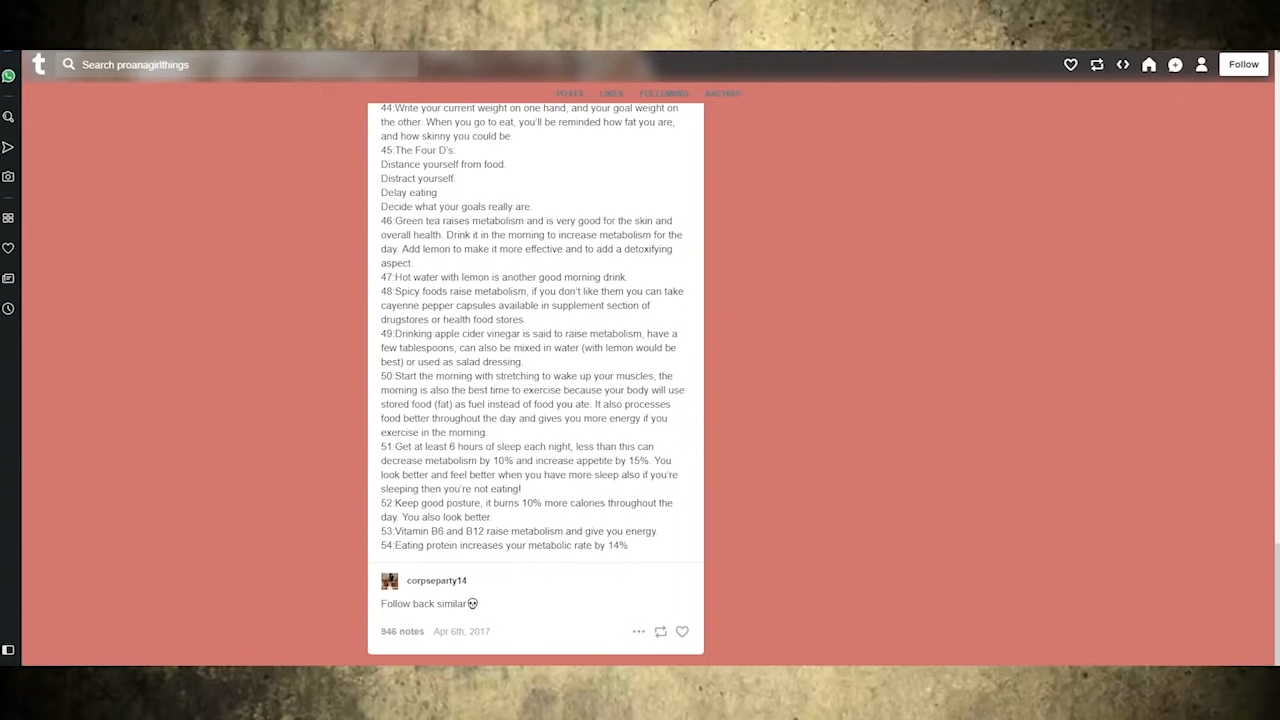 Search proanagirlthings
Follow
POSTS LIKES FOLLOWING ARCHIVE
44:Write your current weight on one hand, and your goal weight on
the other. When you go to eat, you'll be reminded how fat you are,
and how skinny you could be
45:The Four D's:
Distance yourself from food.
Distract yourself.
Delay eating
Decide what your goals really are.
46:Green tea raises metabolism and is very good for the skin and
overall health. Drink it in the morning to increase metabolism for the
day. Add lemon to make it more effective and to add a detoxifying
aspect.
47:Hot water with lemon is another good morning drink.
48:Spicy foods raise metabolism, if you don't like them you can take
cayenne pepper capsules available in supplement section of
drugstores or health food stores.
49:Drinking apple cider vinegar is said to raise metabolism, have a
few tablespoons, can also be mixed in water (with lemon would be
best) or used as salad dressing.
50:Start the morning with stretching to wake up your muscles, the
morning is also the best time to exercise because your body will use
stored food (fat) as fuel instead of food you ate. It also processes
food better throughout the day and gives you more energy if you
exercise in the morning.
51:Get at least 6 hours of sleep each night, less than this can
decrease metabolism by 10% and increase appetite by 15%. You
look better and feel better when you have more sleep also if you're
sleeping then you're not eating!
52:Keep good posture, it burns 10% more calories throughout the
day. You also look better.
53:Vitamin B6 and B12 raise metabolism and give you energy.
54:Eating protein increases your metabolic rate by 14%
corpseparty14
Follow back similar💀
946 notes Apr 6th, 2017